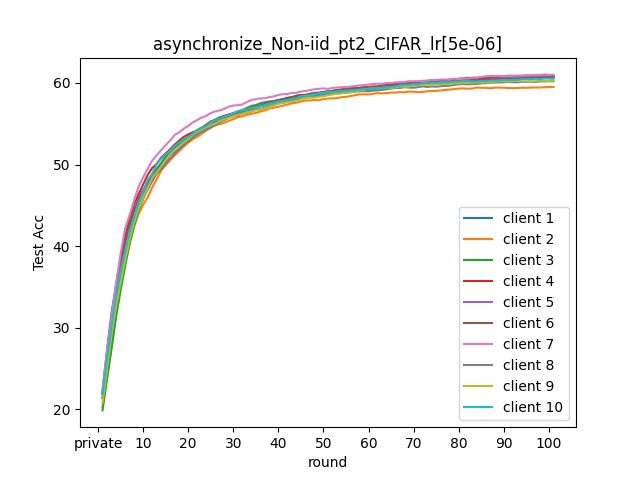 asynchronize_Non-iid_pt2_CIFAR_lr[5e-06]
Test Acc
60
50
40
30
20
client 1
client 2
client 3
client 4
client 5
client 6
client 7
client 8
client 9
client 10
private 10 20 30 40 50 60 70 80 90 100
round